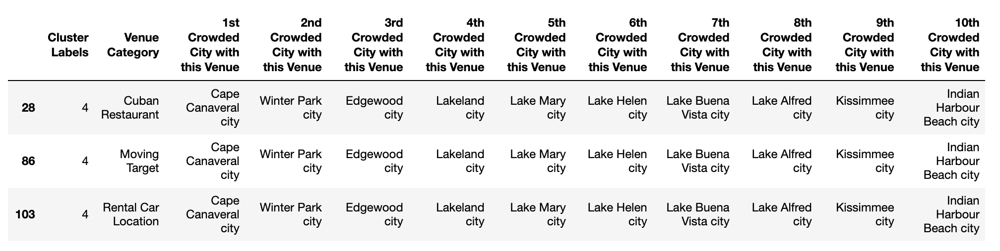 Cluster Labels Venue Category 1st Crowded City with this Venue 2nd Crowded City with this Venue 3rd Crowded City with this Venue 4th Crowded City with this Venue 5th Crowded City with this Venue 6th Crowded City with this Venue 7th Crowded City with this Venue 8th Crowded City with this Venue 9th Crowded City with this Venue 10th Crowded City with this Venue
28 4 Cuban Restaurant Cape Canaveral city Winter Park city Edgewood city Lakeland city Lake Mary city Lake Helen city Lake Buena Vista city Lake Alfred city Kissimmee city Indian Harbour Beach city
86 4 Moving Target Cape Canaveral city Winter Park city Edgewood city Lakeland city Lake Mary city Lake Helen city Lake Buena Vista city Lake Alfred city Kissimmee city Indian Harbour Beach city
103 4 Rental Car Location Cape Canaveral city Winter Park city Edgewood city Lakeland city Lake Mary city Lake Helen city Lake Buena Vista city Lake Alfred city Kissimmee city Indian Harbour Beach city